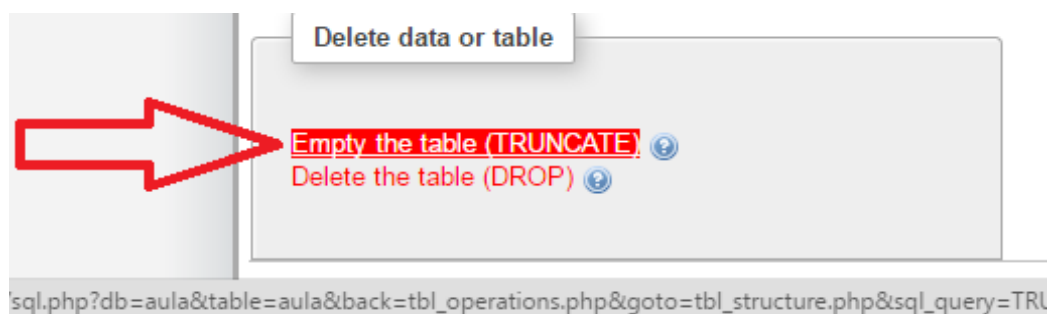 Delete data or table
Empty the table (TRUNCATE)
Delete the table (DROP)
/sql.php?db=aula&table=aula&back=tbl_operations.php&goto=tbl_structure.php&sql_query=TRU